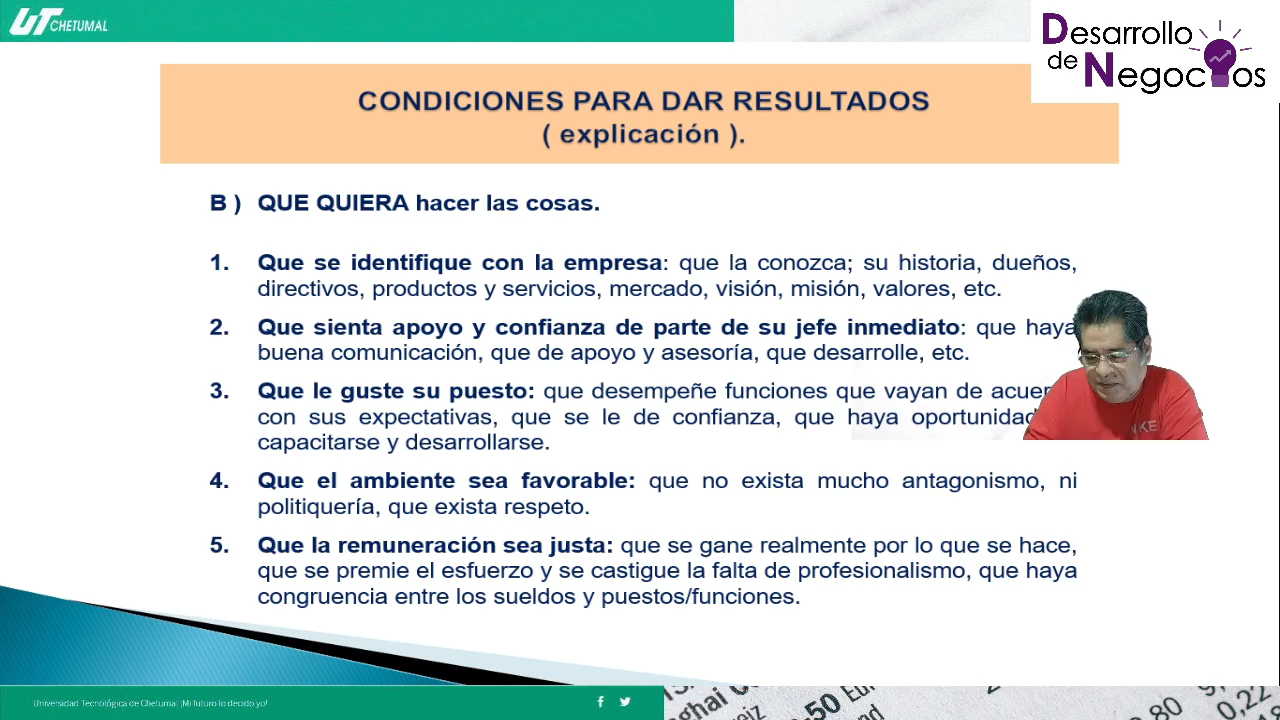 UT CHETUMAL
Desarrollo
de Negocios
CONDICIONES PARA DAR RESULTADOS
( explicación ).
B ) QUE QUIERA hacer las cosas.
1. Que se identifique con la empresa: que la conozca; su historia, dueños,
directivos, productos y servicios, mercado, visión, misión, valores, etc.
2. Que sienta apoyo y confianza de parte de su jefe inmediato: que haya
buena comunicación, que de apoyo y asesoría, que desarrolle, etc.
3. Que le guste su puesto: que desempeñe funciones que vayan de
con sus expectativas, que se le de confianza, que haya
capacitarse y desarrollarse.
4. Que el ambiente sea favorable: que no exista mucho antagonismo, ni
politiquería, que exista respeto.
5. Que la remuneración sea justa: que se gane realmente por lo que se hace,
que se premie el esfuerzo y se castigue la falta de profesionalismo, que haya
congruencia entre los sueldos y puestos/funciones.
Universidad Tecnológica de Chetumal ¡Mi futuro lo decido yo!